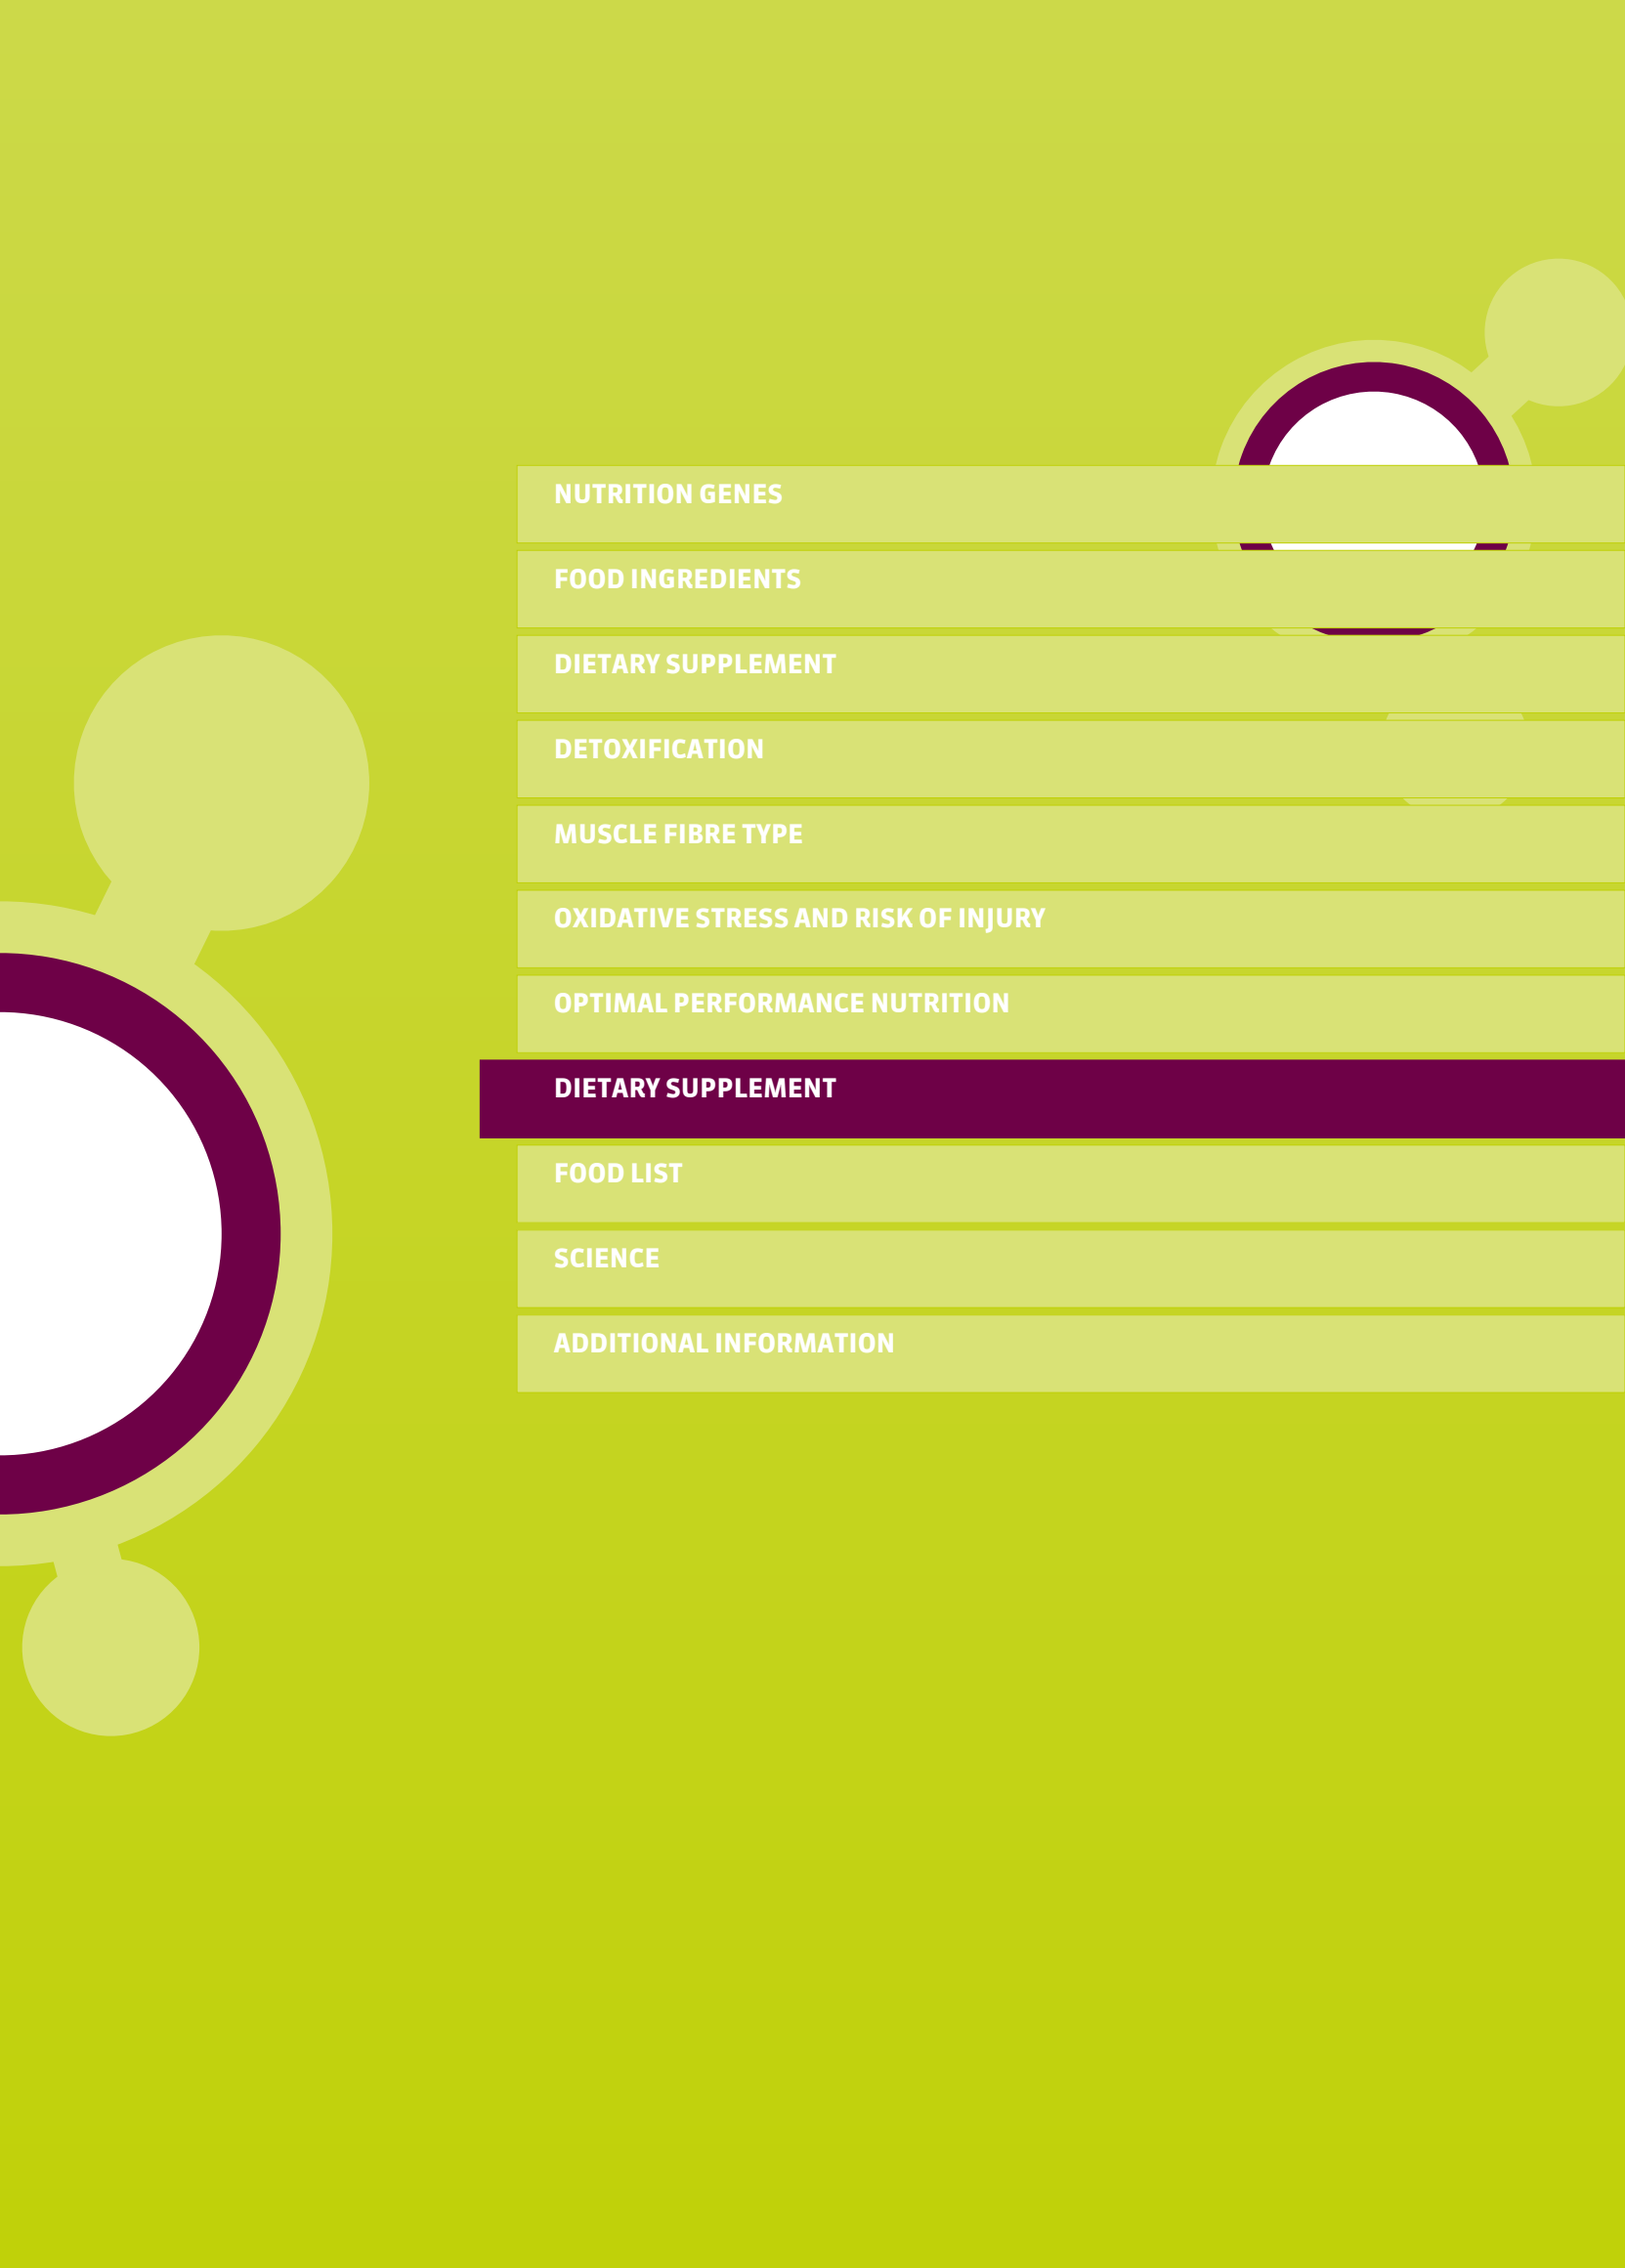 NUTRITION GENES
FOOD INGREDIENTS
DIETARY SUPPLEMENT
DETOXIFICATION
MUSCLE FIBRE TYPE
OXIDATIVE STRESS AND RISK OF INJURY
OPTIMAL PERFORMANCE NUTRITION
DIETARY SUPPLEMENT
FOOD LIST
SCIENCE
ADDITIONAL INFORMATION